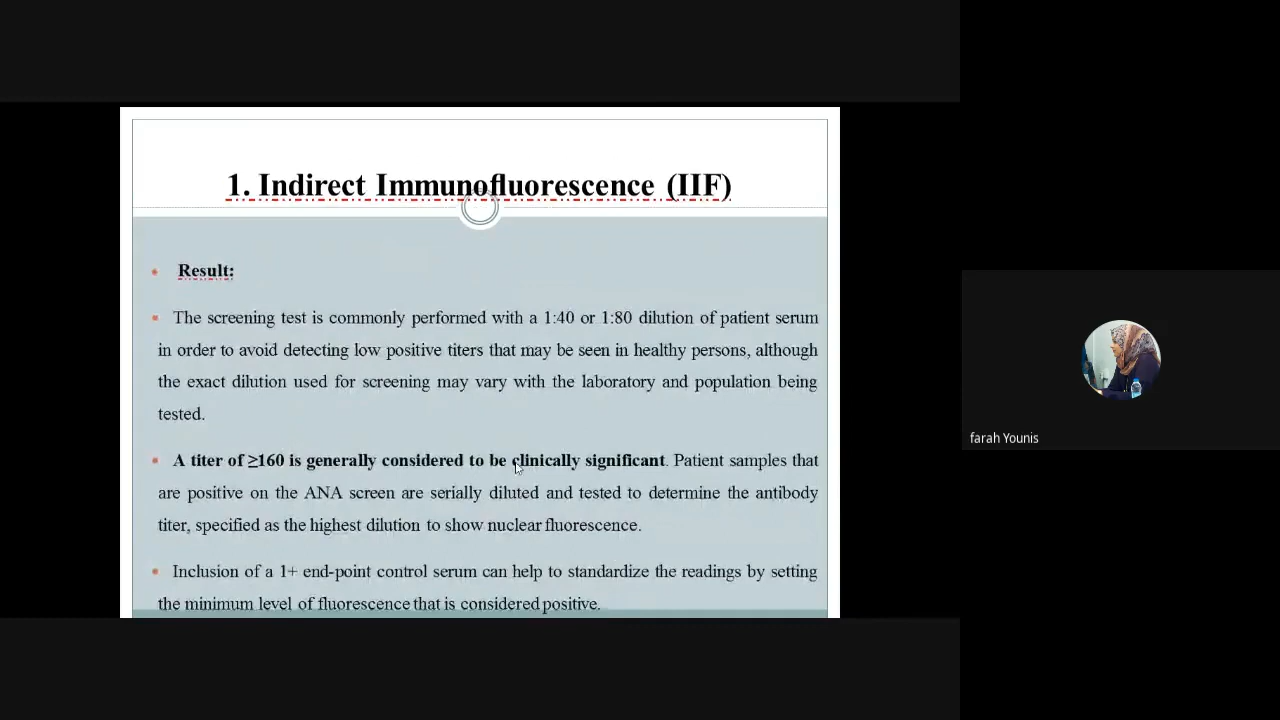 1. Indirect Immunofluorescence (IIF)
Result:
The screening test is commonly performed with a 1:40 or 1:80 dilution of patient serum
in order to avoid detecting low positive titers that may be seen in healthy persons, although
the exact dilution used for screening may vary with the laboratory and population being
tested.
A titer of ≥160 is generally considered to be clinically significant. Patient samples that
are positive on the ANA screen are serially diluted and tested to determine the antibody
titer, specified as the highest dilution to show nuclear fluorescence.
Inclusion of a 1+ end-point control serum can help to standardize the readings by setting
the minimum level of fluorescence that is considered positive.
farah Younis